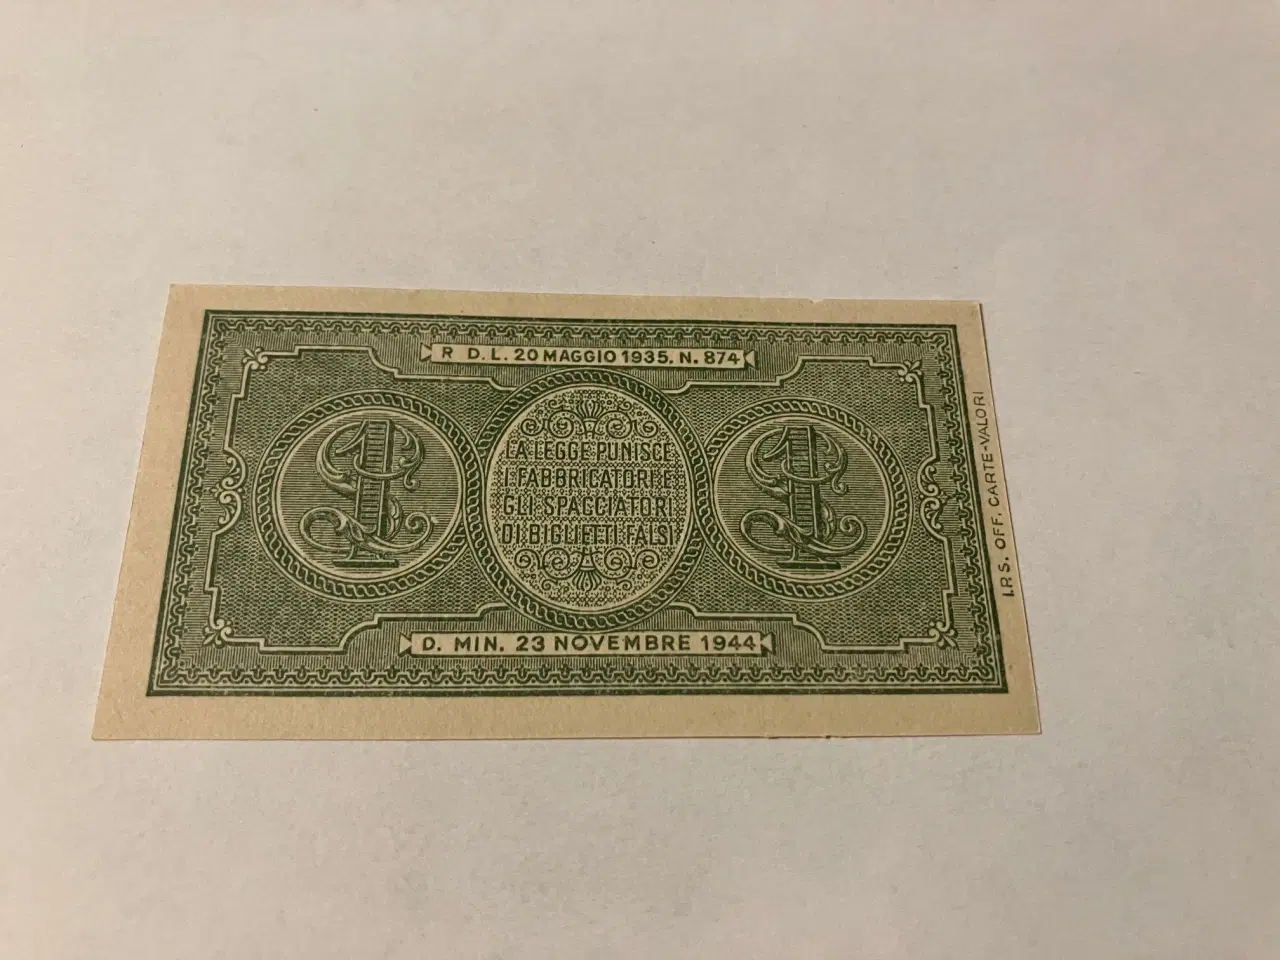 R D.L. 20 MAGGIO 1935. N. 874
1
LA LEGGE PUNISCE
I FABBRICATORI E
GLI SPACCIATORI
DI BIGLIETTI FALSI
1
D. MIN. 23 NOVEMBRE 1944
I.P.S. OFF. CARTE-VALORI